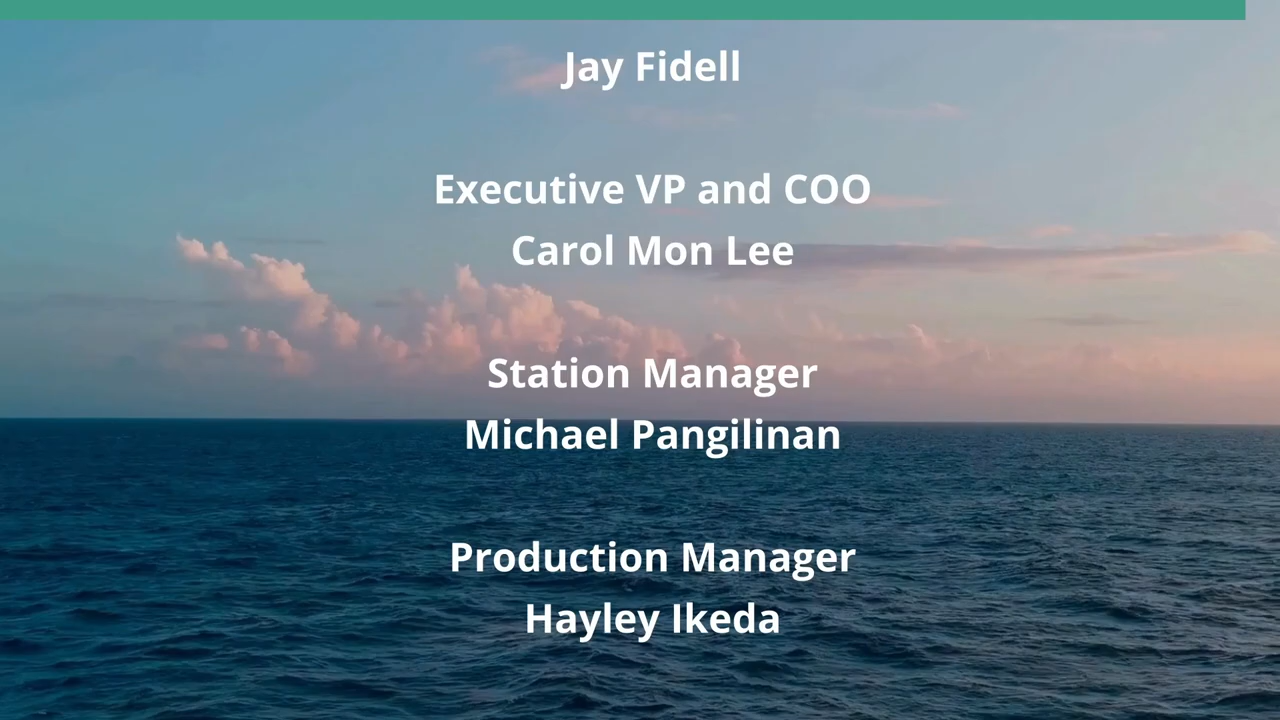 Jay Fidell
Executive VP and COO
Carol Mon Lee
Station Manager
Michael Pangilinan
Production Manager
Hayley Ikeda